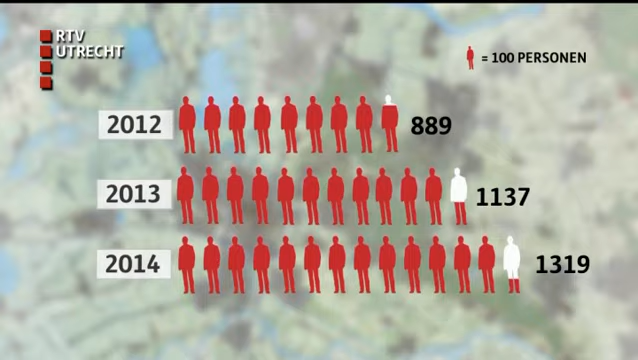 RTV
UTRECHT
= 100 PERSONEN
2012 889
2013 1137
2014 1319